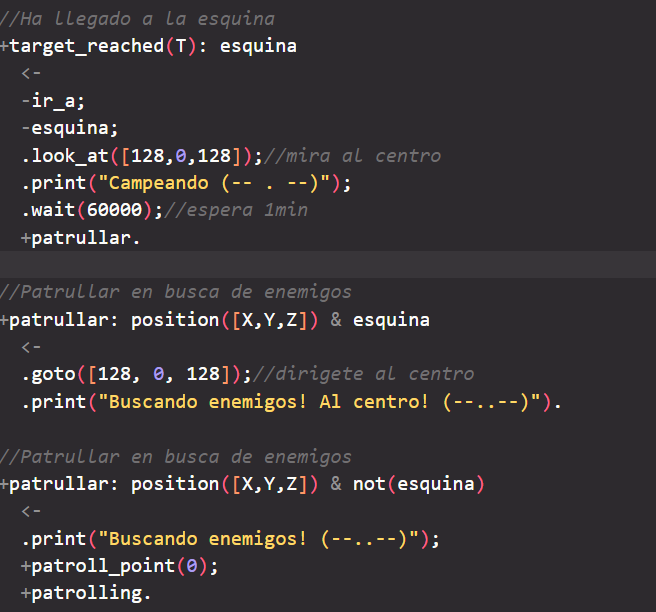 //Ha llegado a la esquina
+target_reached(T): esquina
<-
-ir_a;
-esquina;
.look_at([128,0,128]);//mira al centro
.print("Campeando (-- . --)");
.wait(60000);//espera 1min
+patrullar.
//Patrullar en busca de enemigos
+patrullar: position([X,Y,Z]) & esquina
<-
.goto([128, 0, 128]);//dirigete al centro
.print("Buscando enemigos! Al centro! (--..--)").
//Patrullar en busca de enemigos
+patrullar: position([X,Y,Z]) & not(esquina)
<-
.print("Buscando enemigos! (--..--)");
+patroll_point(0);
+patrolling.